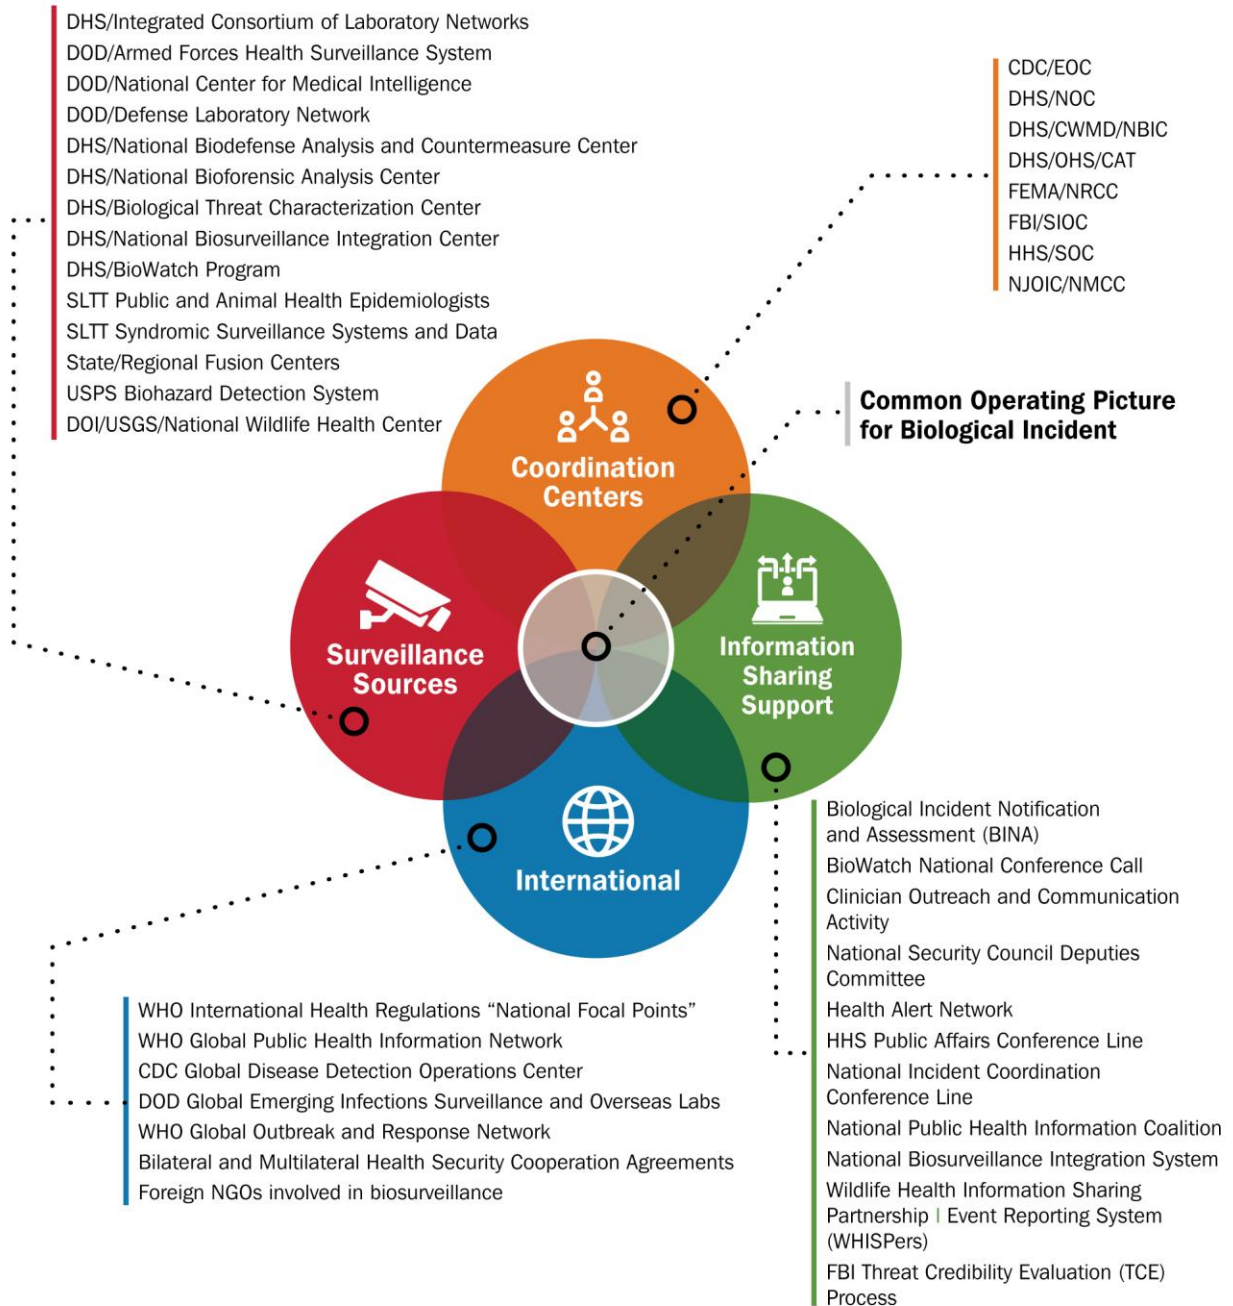 DHS/Integrated Consortium of Laboratory Networks
DOD/Armed Forces Health Surveillance System
DOD/National Center for Medical Intelligence
DOD/Defense Laboratory Network
DHS/National Biodefense Analysis and Countermeasure Center
DHS/National Bioforensic Analysis Center
DHS/Biological Threat Characterization Center
DHS/National Biosurveillance Integration Center
DHS/BioWatch Program
SLTT Public and Animal Health Epidemiologists
SLTT Syndromic Surveillance Systems and Data
State/Regional Fusion Centers
USPS Biohazard Detection System
DOI/USGS/National Wildlife Health Center
CDC/EOC
DHS/NOC
DHS/CWMD/NBIC
DHS/OHS/CAT
FEMA/NRCC
FBI/SIOC
HHS/SOC
NJOIC/NMCC
Common Operating Picture
for Biological Incident
Coordination
Centers
Surveillance
Sources
Information
Sharing
Support
International
WHO International Health Regulations “National Focal Points”
WHO Global Public Health Information Network
CDC Global Disease Detection Operations Center
DOD Global Emerging Infections Surveillance and Overseas Labs
WHO Global Outbreak and Response Network
Bilateral and Multilateral Health Security Cooperation Agreements
Foreign NGOs involved in biosurveillance
Biological Incident Notification
and Assessment (BINA)
BioWatch National Conference Call
Clinician Outreach and Communication
Activity
National Security Council Deputies
Committee
Health Alert Network
HHS Public Affairs Conference Line
National Incident Coordination
Conference Line
National Public Health Information Coalition
National Biosurveillance Integration System
Wildlife Health Information Sharing
Partnership | Event Reporting System
(WHISPers)
FBI Threat Credibility Evaluation (TCE)
Process